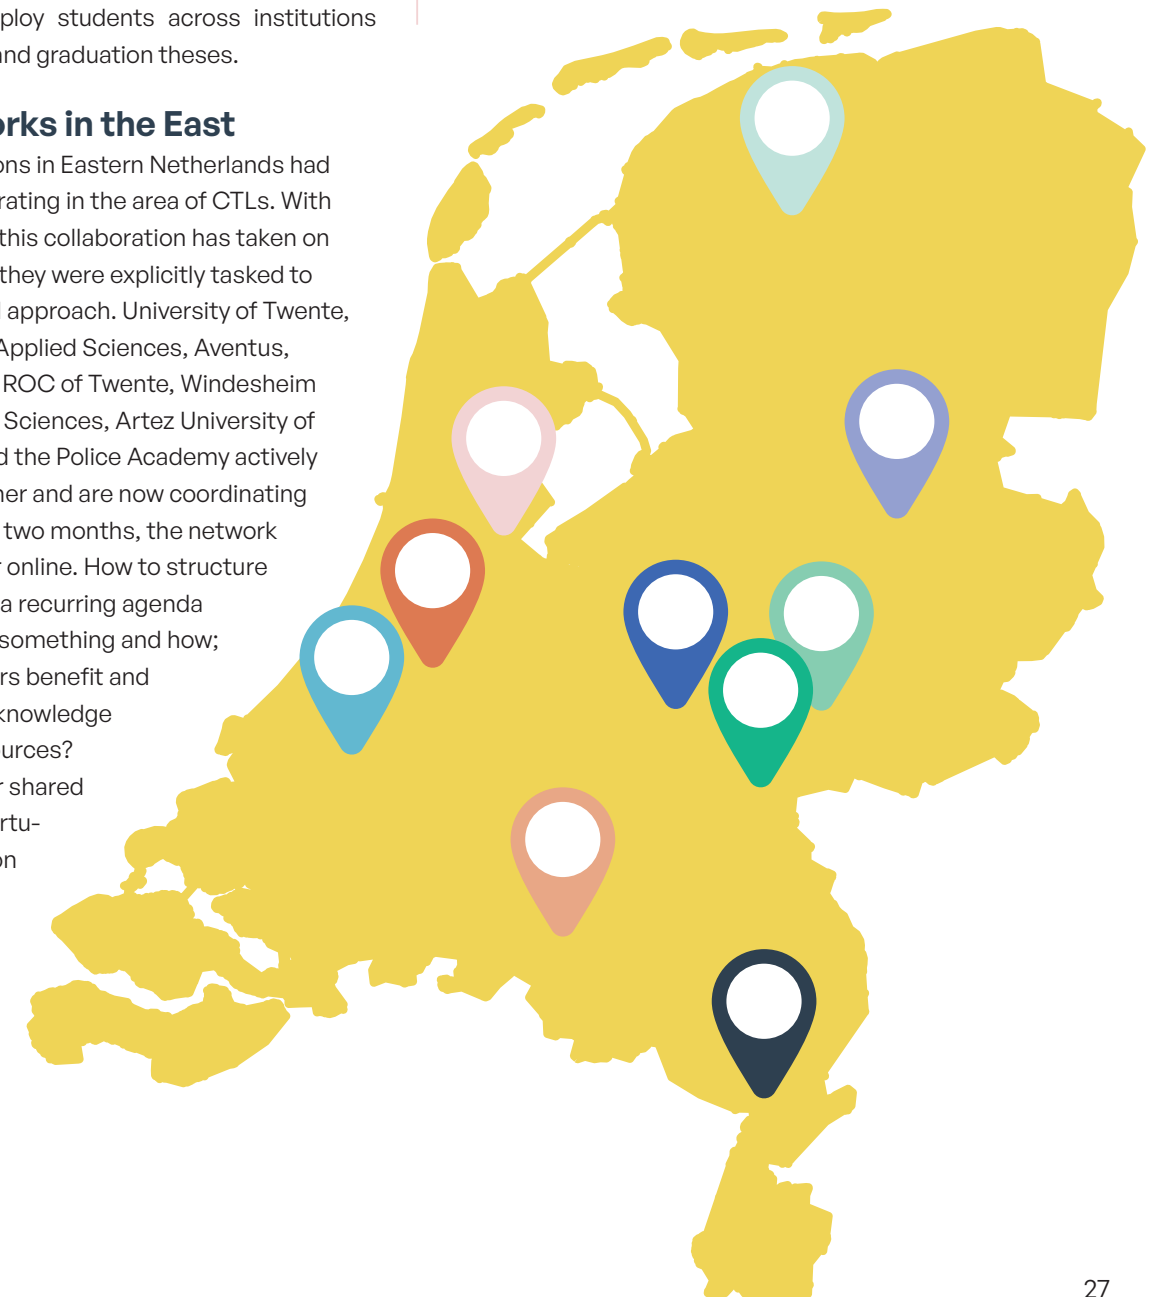 ploy students across institutions
and graduation theses.
orks in the East
ons in Eastern Netherlands had
rating in the area of CTLs. With
this collaboration has taken on
they were explicitly tasked to
l approach. University of Twente,
Applied Sciences, Aventus,
ROC of Twente, Windesheim
Sciences, Artez University of
d the Police Academy actively
her and are now coordinating
two months, the network
r online. How to structure
a recurring agenda
something and how;
rs benefit and
knowledge
ources?
r shared
rtu-
on
27